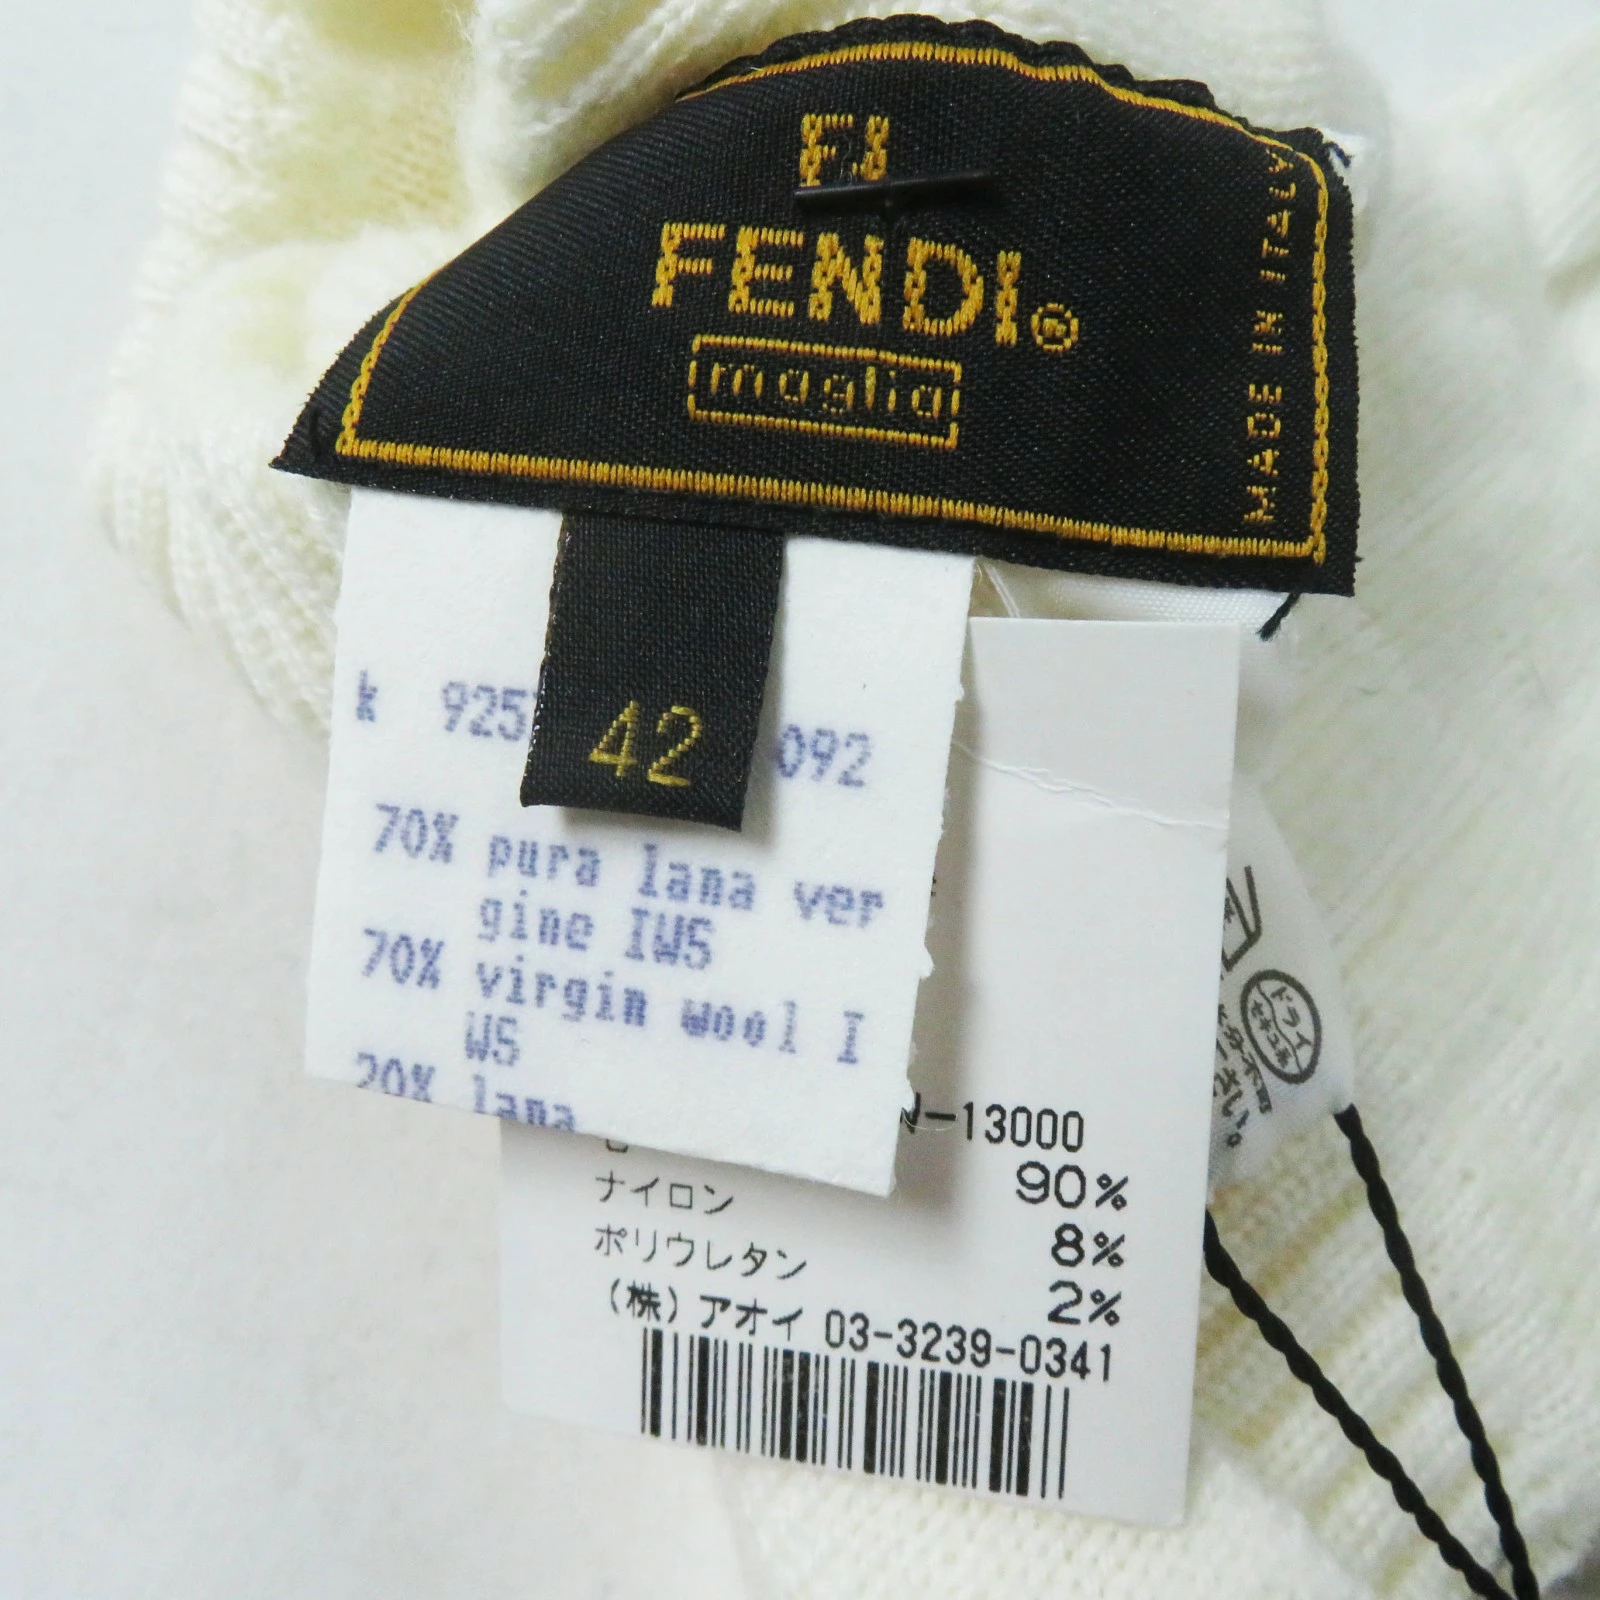 FJ
FENDI®
maglia
MADE IN ITALY
42
k 925 092
70% pura lana ver
gine IWS
70% virgin wool I
WS
20% lana
-13000
90%
ナイロン 8%
ポリウレタン 2%
(株)アオイ 03-3239-0341
ドライ